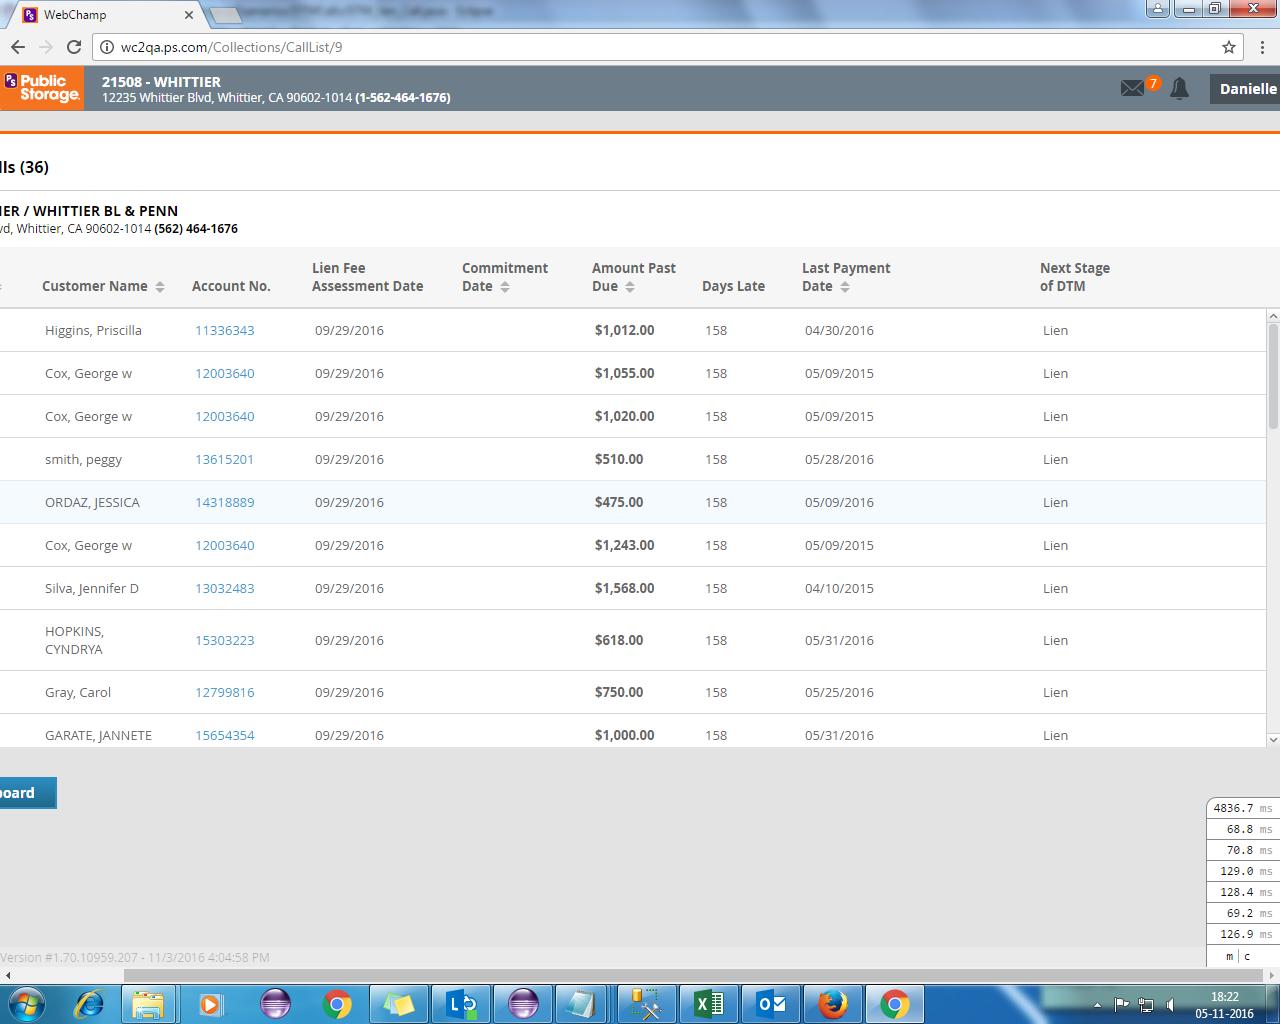 WebChamp
wc2qa.ps.com/Collections/CallList/9
PS Public Storage.
21508 - WHITTIER
12235 Whittier Blvd, Whittier, CA 90602-1014 (1-562-464-1676)
7
Danielle
lls (36)
IER / WHITTIER BL & PENN
vd, Whittier, CA 90602-1014 (562) 464-1676
Customer Name Account No. Lien Fee Assessment Date Commitment Date Amount Past Due Days Late Last Payment Date Next Stage of DTM
Higgins, Priscilla 11336343 09/29/2016 $1,012.00 158 04/30/2016 Lien
Cox, George w 12003640 09/29/2016 $1,055.00 158 05/09/2015 Lien
Cox, George w 12003640 09/29/2016 $1,020.00 158 05/09/2015 Lien
smith, peggy 13615201 09/29/2016 $510.00 158 05/28/2016 Lien
ORDAZ, JESSICA 14318889 09/29/2016 $475.00 158 05/09/2016 Lien
Cox, George w 12003640 09/29/2016 $1,243.00 158 05/09/2015 Lien
Silva, Jennifer D 13032483 09/29/2016 $1,568.00 158 04/10/2015 Lien
HOPKINS, CYNDRYA 15303223 09/29/2016 $618.00 158 05/31/2016 Lien
Gray, Carol 12799816 09/29/2016 $750.00 158 05/25/2016 Lien
GARATE, JANNETE 15654354 09/29/2016 $1,000.00 158 05/31/2016 Lien
board
4836.7 ms
68.8 ms
70.8 ms
129.0 ms
128.4 ms
69.2 ms
126.9 ms
m | c
Version #1.70.10959.207 - 11/3/2016 4:04:58 PM
18:22
05-11-2016